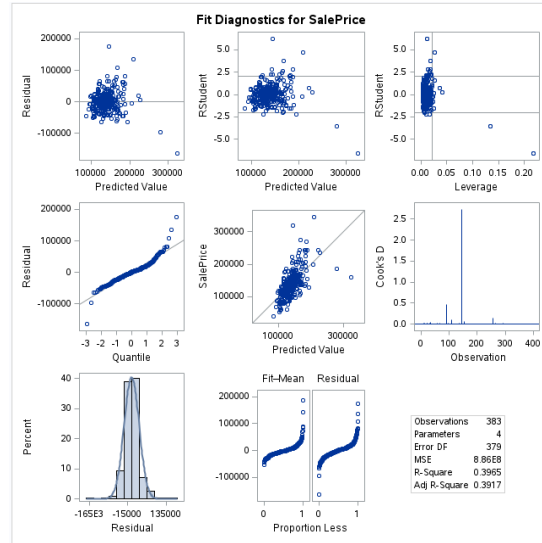 Fit Diagnostics for SalePrice
200000
100000
0
-100000
Residual
100000 200000 300000
Predicted Value
5.0
2.5
0.0
-2.5
-5.0
RStudent
100000 200000 300000
Predicted Value
5.0
2.5
0.0
-2.5
-5.0
RStudent
0.00 0.05 0.10 0.15 0.20
Leverage
200000
100000
0
-100000
Residual
-3 -2 -1 0 1 2 3
Quantile
300000
200000
100000
SalePrice
100000 300000
Predicted Value
2.5
2.0
1.5
1.0
0.5
0.0
Cook's D
0 100 200 300 400
Observation
40
30
20
10
0
Percent
-165E3 -15000 135000
Residual
Fit–Mean Residual
200000
100000
0
-100000
0 1 0 1
Proportion Less
Observations 383
Parameters 4
Error DF 379
MSE 8.86E8
R-Square 0.3965
Adj R-Square 0.3917